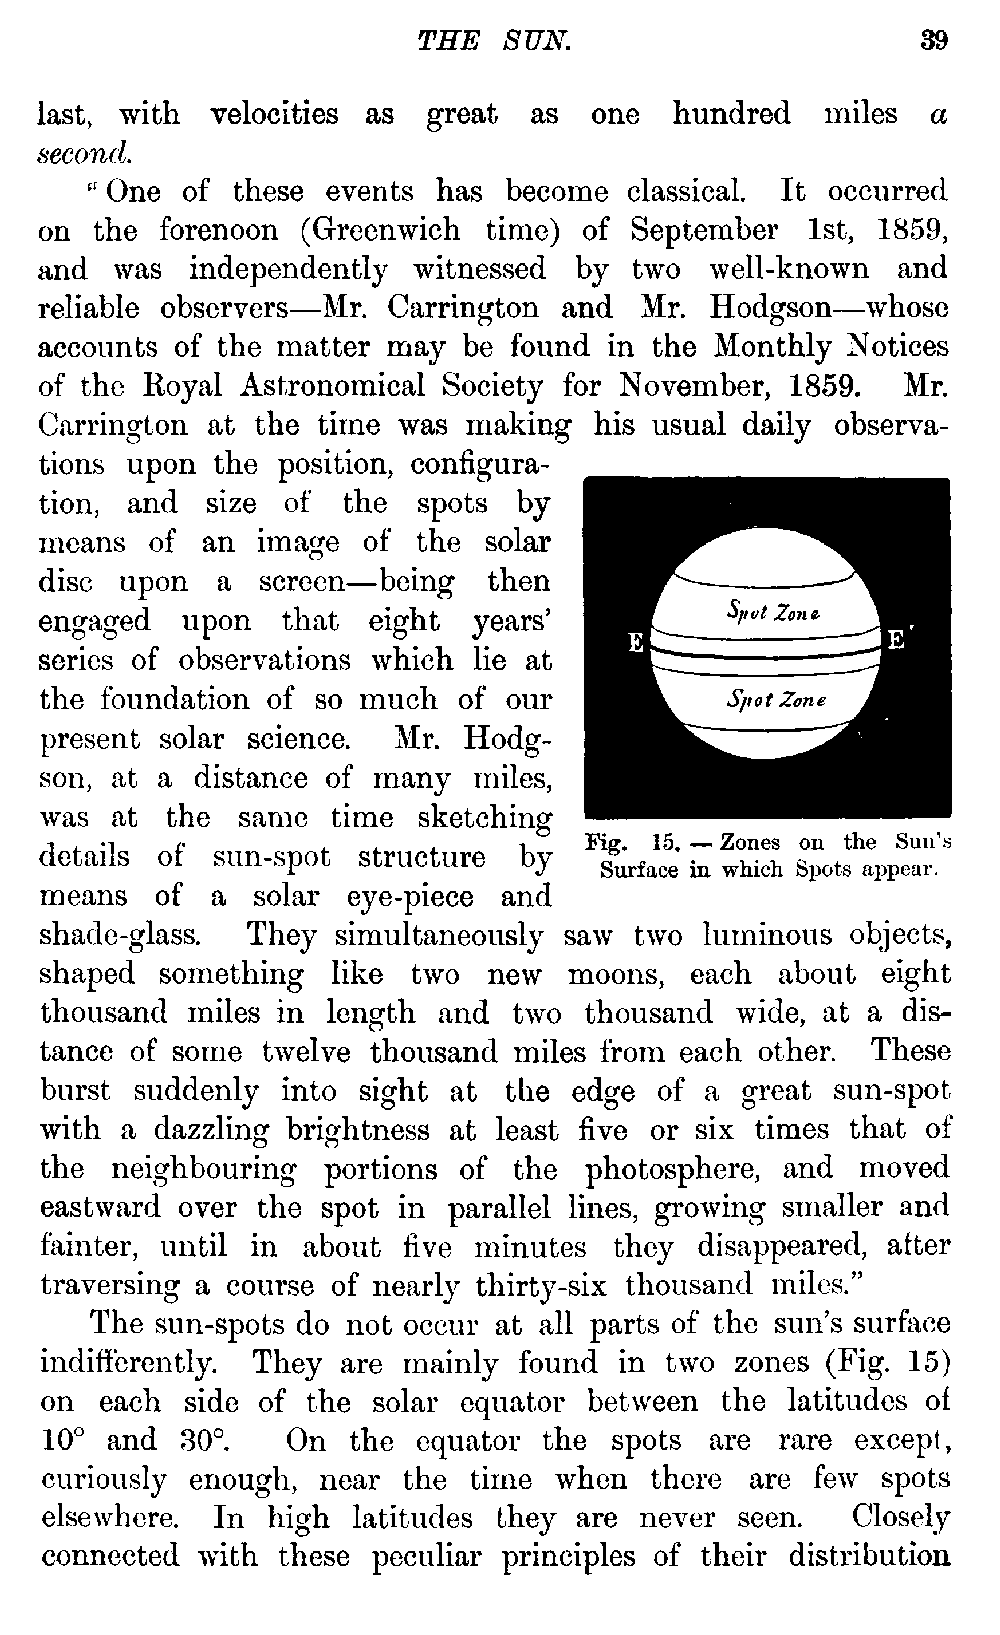 THE SUN. 39
last, with velocities as great as one hundred miles a
second.
"One of these events has become classical. It occurred
on the forenoon (Greenwich time) of September 1st, 1859,
and was independently witnessed by two well-known and
reliable observers—Mr. Carrington and Mr. Hodgson—whose
accounts of the matter may be found in the Monthly Notices
of the Royal Astronomical Society for November, 1859. Mr.
Carrington at the time was making his usual daily observa-
tions upon the position, configura-
tion, and size of the spots by
means of an image of the solar
disc upon a screen—being then
engaged upon that eight years'
series of observations which lie at
the foundation of so much of our
present solar science. Mr. Hodg-
son, at a distance of many miles,
was at the same time sketching
details of sun-spot structure by
means of a solar eye-piece and
Spot Zone
E E'
Spot Zone
Fig. 15. — Zones on the Sun's
Surface in which Spots appear.
shade-glass. They simultaneously saw two luminous objects,
shaped something like two new moons, each about eight
thousand miles in length and two thousand wide, at a dis-
tance of some twelve thousand miles from each other. These
burst suddenly into sight at the edge of a great sun-spot
with a dazzling brightness at least five or six times that of
the neighbouring portions of the photosphere, and moved
eastward over the spot in parallel lines, growing smaller and
fainter, until in about five minutes they disappeared, after
traversing a course of nearly thirty-six thousand miles."
The sun-spots do not occur at all parts of the sun's surface
indifferently. They are mainly found in two zones (Fig. 15)
on each side of the solar equator between the latitudes of
10° and 30°. On the equator the spots are rare except,
curiously enough, near the time when there are few spots
elsewhere. In high latitudes they are never seen. Closely
connected with these peculiar principles of their distribution